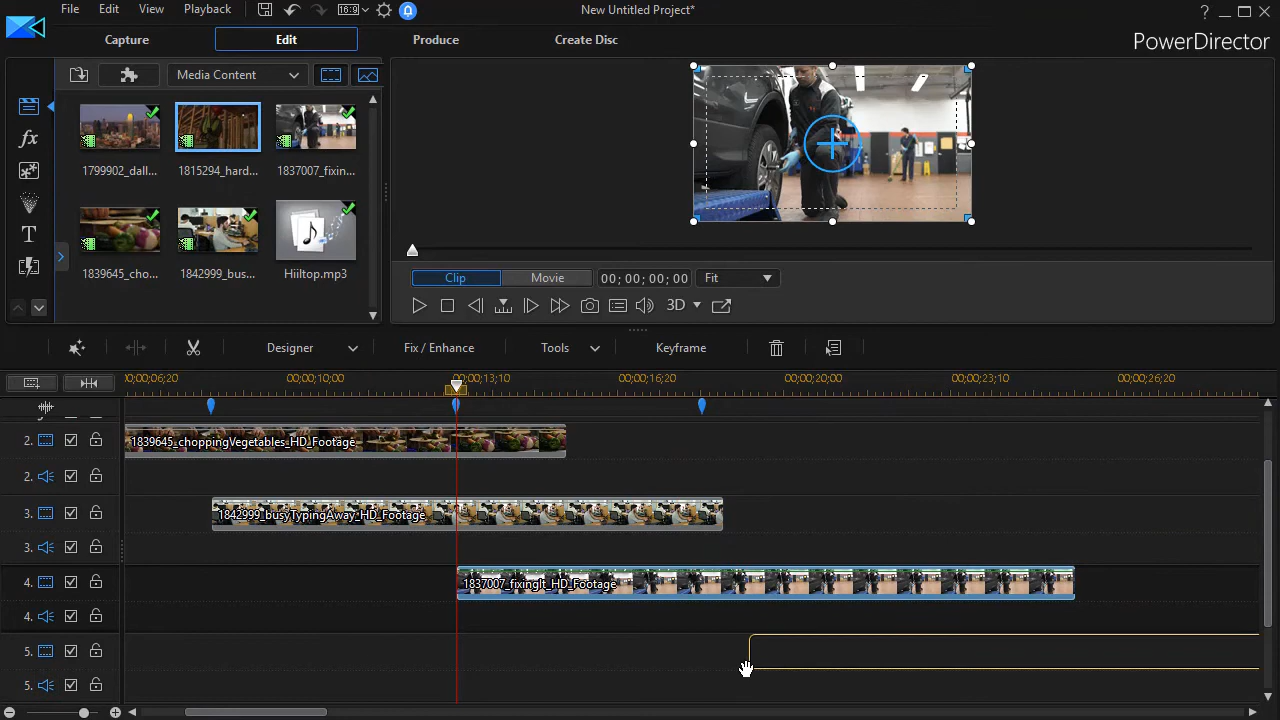 File Edit View Playback 16:9 New Untitled Project* ?
Capture Edit Produce Create Disc PowerDirector
Media Content
1799902_dall... 1815294_hard... 1837007_fixin...
1839645_cho... 1842999_bus... Hiiltop.mp3
fx
T
Clip Movie 00; 00; 00; 00 Fit
3D
Designer Fix / Enhance Tools Keyframe
0;00;06;20 00;00;10;00 00;00;13;10 00;00;16;20 00;00;20;00 00;00;23;10 00;00;26;20
2. 1839645_choppingVegetables_HD_Footage
2.
3. 1842999_busyTypingAway_HD_Footage
3.
4. 1837007_fixingIt_HD_Footage
4.
5.
5.